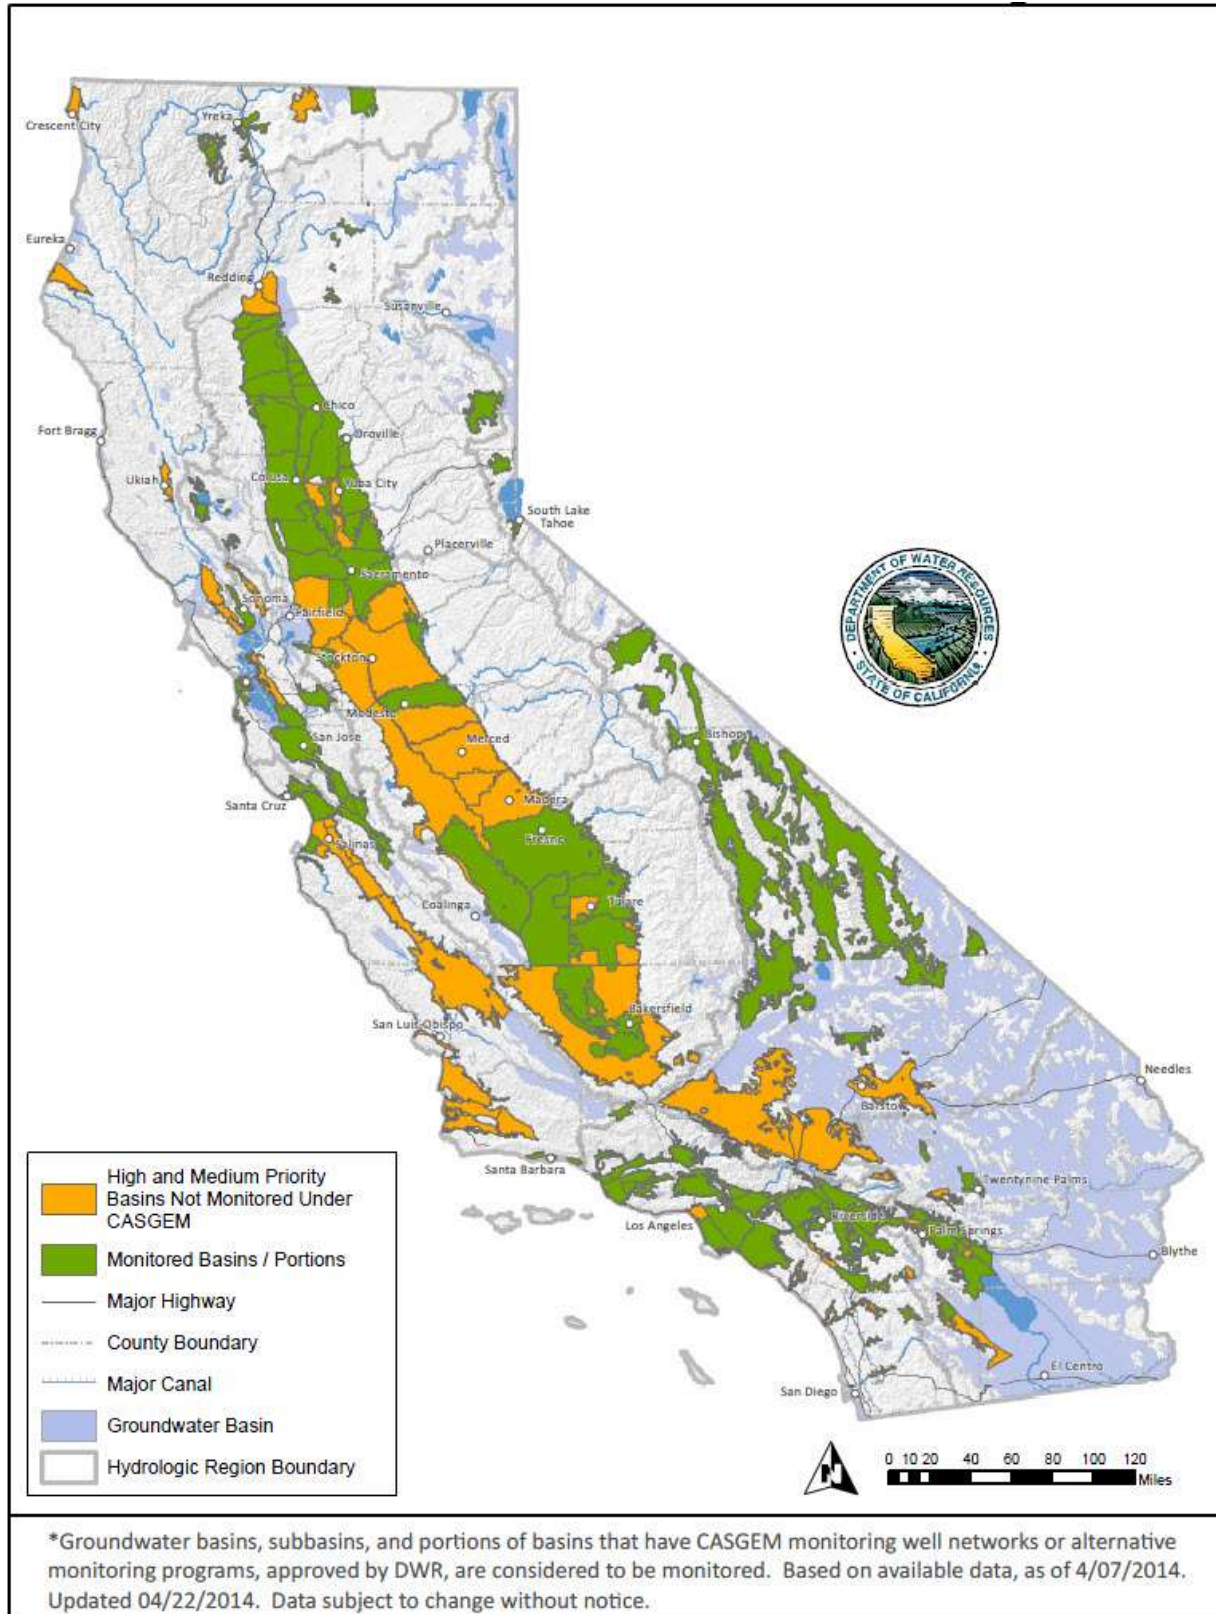 Crescent City
Yreka
Eureka
Redding
Susanville
Chico
Fort Bragg
Oroville
Ukiah
Colusa
Yuba City
South Lake
Tahoe
Placerville
Sacramento
Sonoma
Fairfield
Stockton
DEPARTMENT OF WATER RESOURCES
STATE OF CALIFORNIA
Modesto
Bishop
San Jose
Merced
Santa Cruz
Madera
Fresno
Salinas
Coalinga
Tulare
Bakersfield
San Luis Obispo
Needles
Barstow
Santa Barbara
Twentynine Palms
Los Angeles
Riverside
Palm Springs
Blythe
El Centro
San Diego
High and Medium Priority
Basins Not Monitored Under
CASGEM
Monitored Basins / Portions
Major Highway
County Boundary
Major Canal
Groundwater Basin
Hydrologic Region Boundary
N
0 10 20 40 60 80 100 120
Miles
*Groundwater basins, subbasins, and portions of basins that have CASGEM monitoring well networks or alternative
monitoring programs, approved by DWR, are considered to be monitored. Based on available data, as of 4/07/2014.
Updated 04/22/2014. Data subject to change without notice.